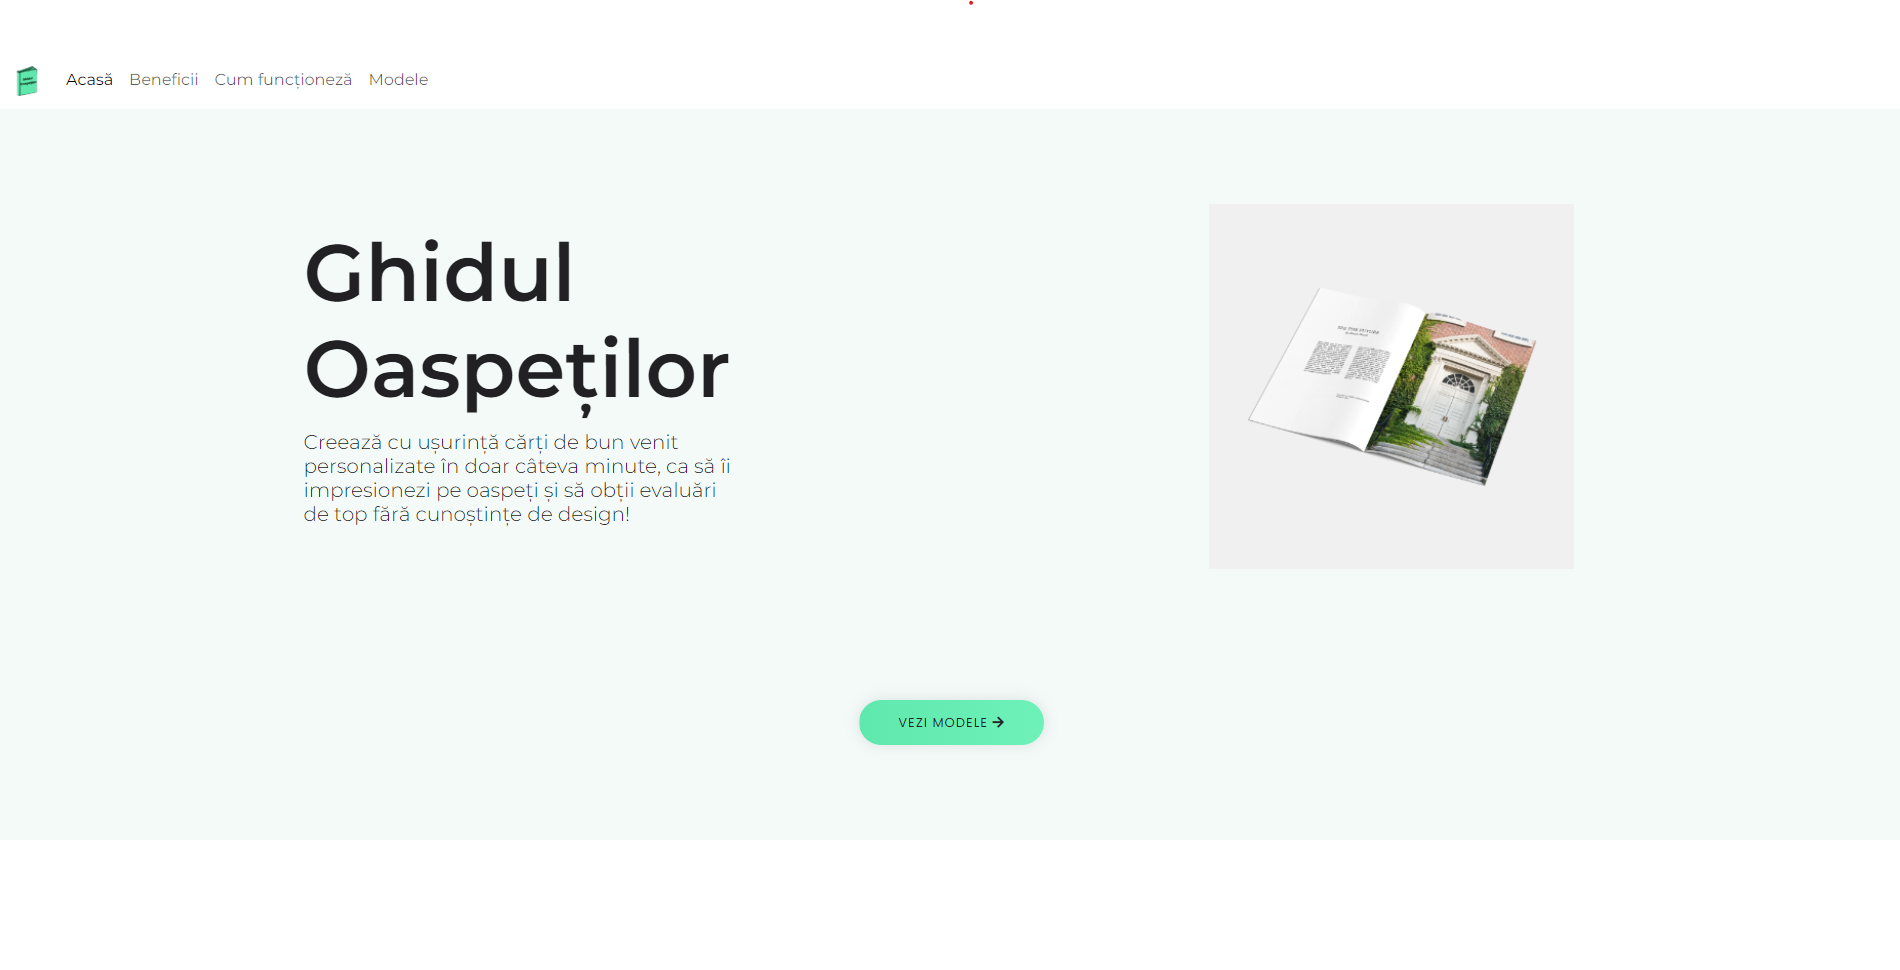 Acasă Beneficii Cum funcționeză Modele
Ghidul
Oaspeților
Creează cu ușurință cărți de bun venit
personalizate în doar câteva minute, ca să îi
impresionezi pe oaspeți și să obții evaluări
de top fără cunoștințe de design!
VEZI MODELE →